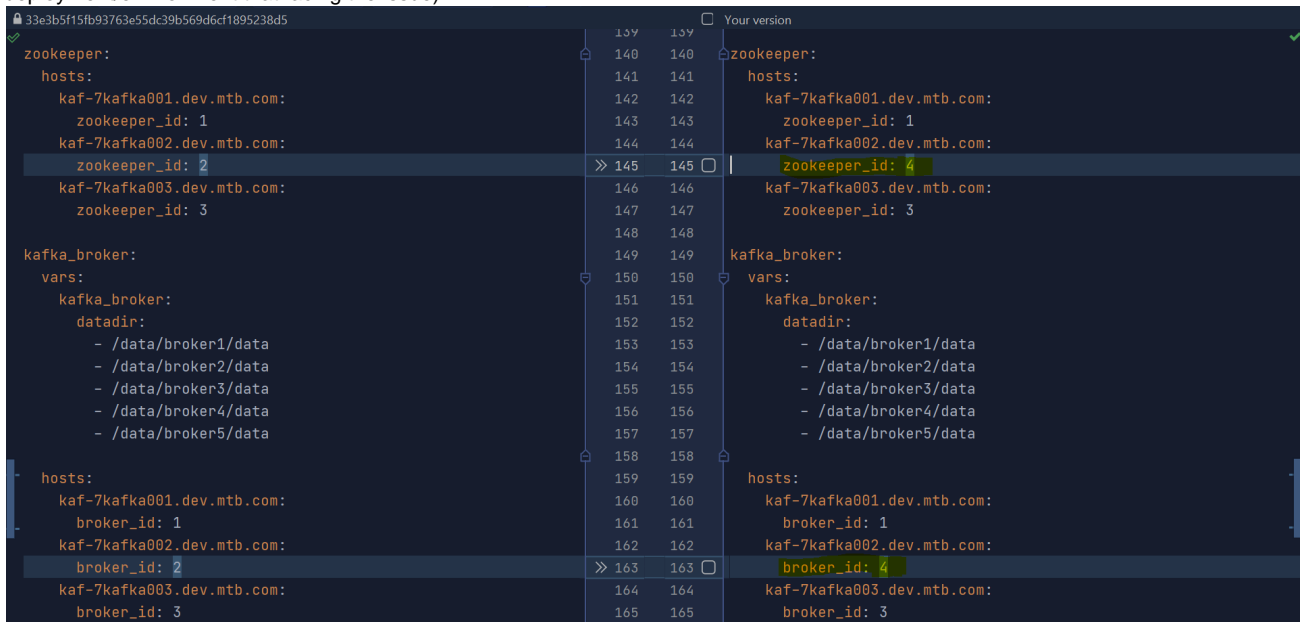 33e3b5f15fb93763e55dc39b569d6cf1895238d5
zookeeper:
hosts:
kaf-7kafka001.dev.mtb.com:
zookeeper_id: 1
kaf-7kafka002.dev.mtb.com:
zookeeper_id: 2
kaf-7kafka003.dev.mtb.com:
zookeeper_id: 3
kafka_broker:
vars:
kafka_broker:
datadir:
- /data/broker1/data
- /data/broker2/data
- /data/broker3/data
- /data/broker4/data
- /data/broker5/data
hosts:
kaf-7kafka001.dev.mtb.com:
broker_id: 1
kaf-7kafka002.dev.mtb.com:
broker_id: 2
kaf-7kafka003.dev.mtb.com:
broker_id: 3
139 139
140 140
141 141
142 142
143 143
144 144
» 145 145
146 146
147 147
148 148
149 149
150 150
151 151
152 152
153 153
154 154
155 155
156 156
157 157
158 158
159 159
160 160
161 161
162 162
» 163 163
164 164
165 165
Your version
zookeeper:
hosts:
kaf-7kafka001.dev.mtb.com:
zookeeper_id: 1
kaf-7kafka002.dev.mtb.com:
zookeeper_id: 4
kaf-7kafka003.dev.mtb.com:
zookeeper_id: 3
kafka_broker:
vars:
kafka_broker:
datadir:
- /data/broker1/data
- /data/broker2/data
- /data/broker3/data
- /data/broker4/data
- /data/broker5/data
hosts:
kaf-7kafka001.dev.mtb.com:
broker_id: 1
kaf-7kafka002.dev.mtb.com:
broker_id: 4
kaf-7kafka003.dev.mtb.com:
broker_id: 3